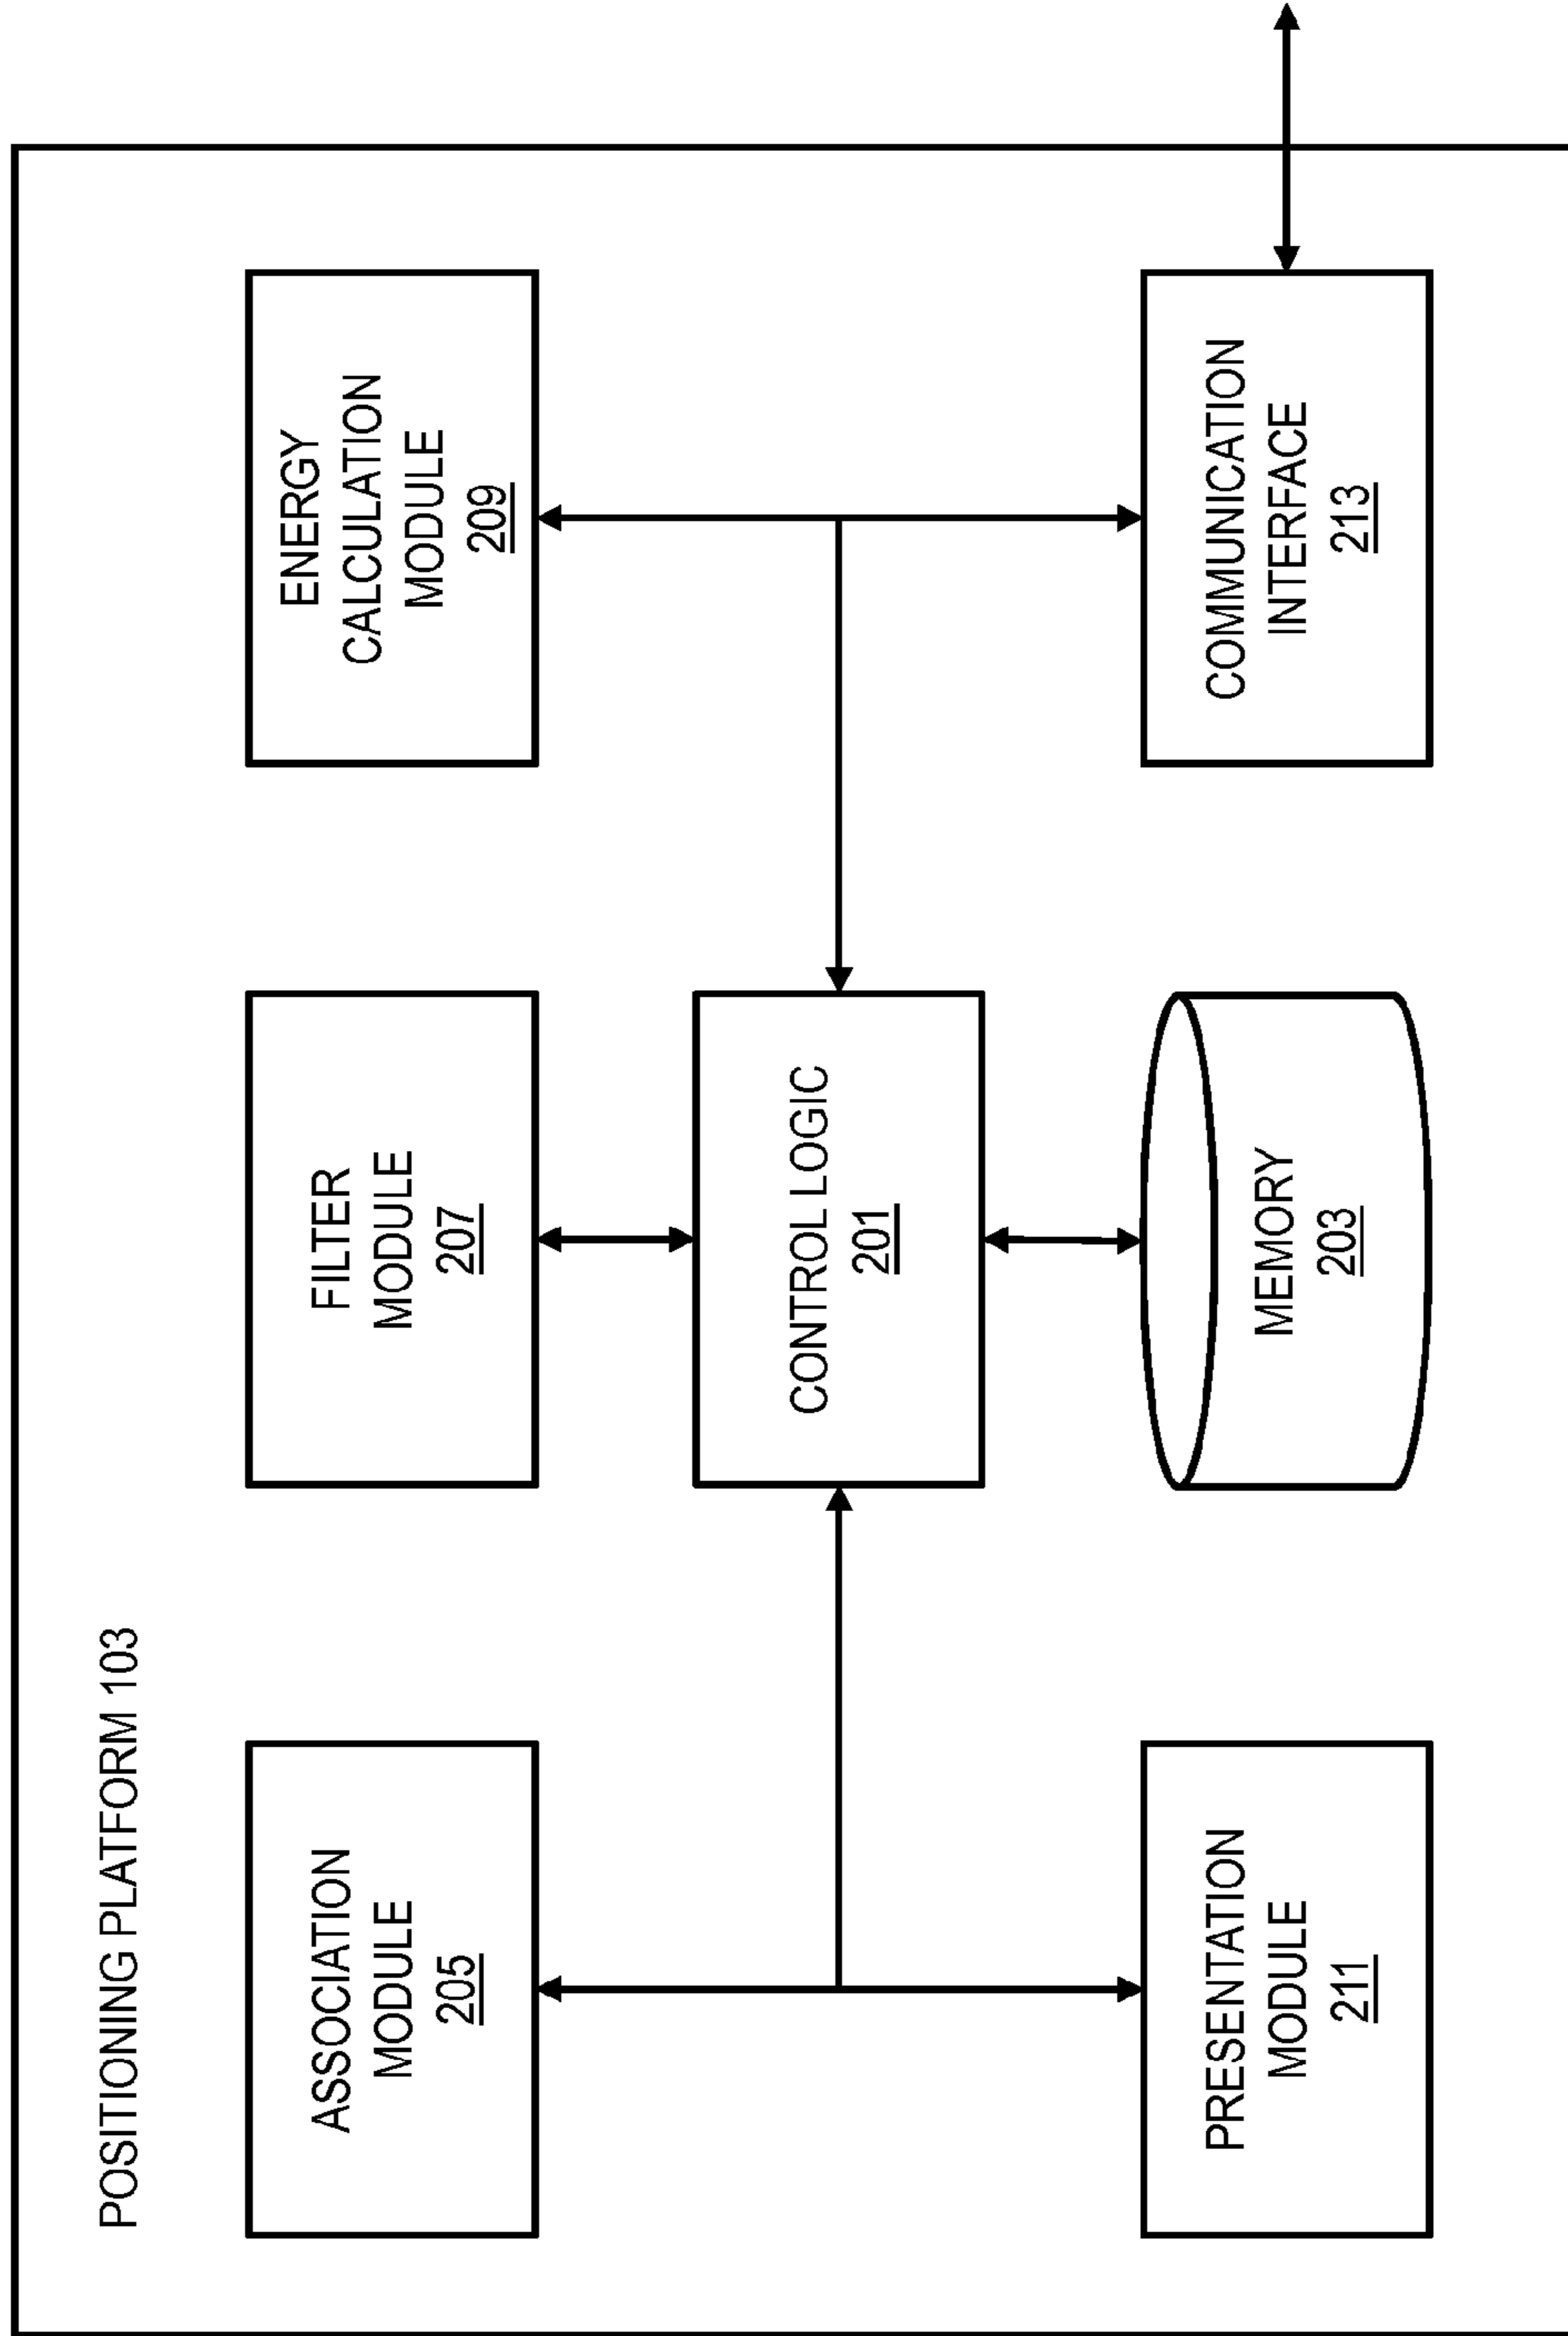 POSITIONING PLATFORM 103
ASSOCIATION
MODULE
205
FILTER
MODULE
207
ENERGY
CALCULATION
MODULE
209
CONTROL LOGIC
201
PRESENTATION
MODULE
211
MEMORY
203
COMMUNICATION
INTERFACE
213